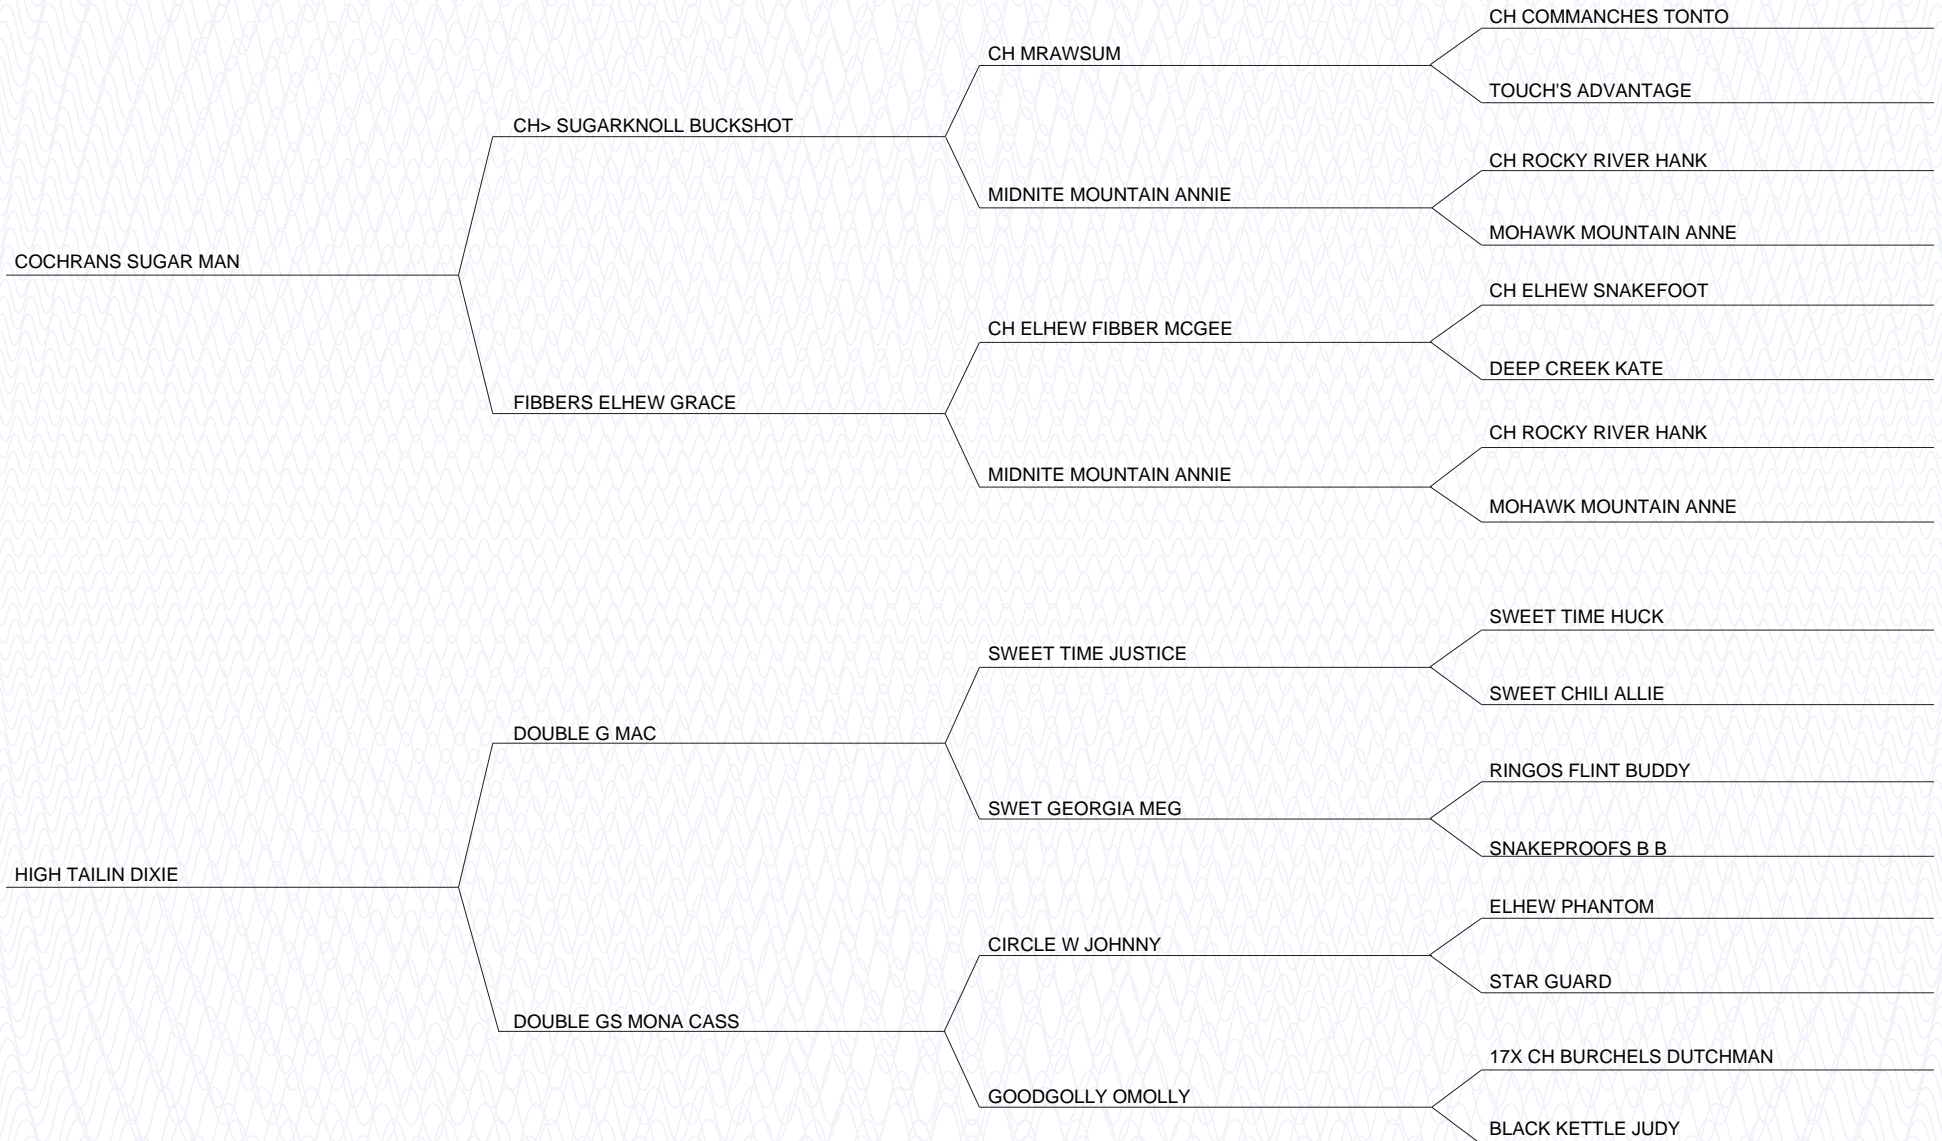 CH COMMANCHES TONTO
CH MRAWSUM
TOUCH'S ADVANTAGE
CH> SUGARKNOLL BUCKSHOT
CH ROCKY RIVER HANK
MIDNITE MOUNTAIN ANNIE
MOHAWK MOUNTAIN ANNE
COCHRANS SUGAR MAN
CH ELHEW SNAKEFOOT
CH ELHEW FIBBER MCGEE
DEEP CREEK KATE
FIBBERS ELHEW GRACE
CH ROCKY RIVER HANK
MIDNITE MOUNTAIN ANNIE
MOHAWK MOUNTAIN ANNE
SWEET TIME HUCK
SWEET TIME JUSTICE
SWEET CHILI ALLIE
DOUBLE G MAC
RINGOS FLINT BUDDY
SWET GEORGIA MEG
SNAKEPROOFS B B
HIGH TAILIN DIXIE
ELHEW PHANTOM
CIRCLE W JOHNNY
STAR GUARD
DOUBLE GS MONA CASS
17X CH BURCHELS DUTCHMAN
GOODGOLLY OMOLLY
BLACK KETTLE JUDY